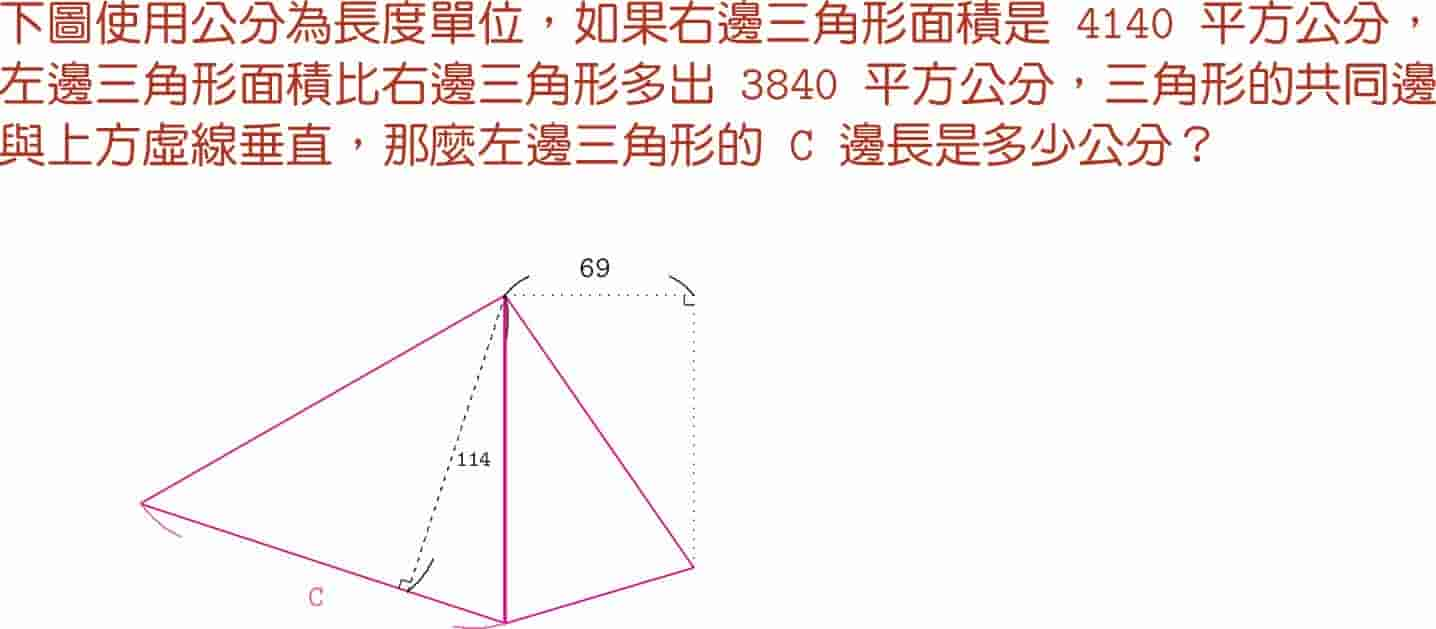 下圖使用公分為長度單位，如果右邊三角形面積是 4140 平方公分，
左邊三角形面積比右邊三角形多出 3840 平方公分，三角形的共同邊
與上方虛線垂直，那麼左邊三角形的 C 邊長是多少公分？
69
114
C